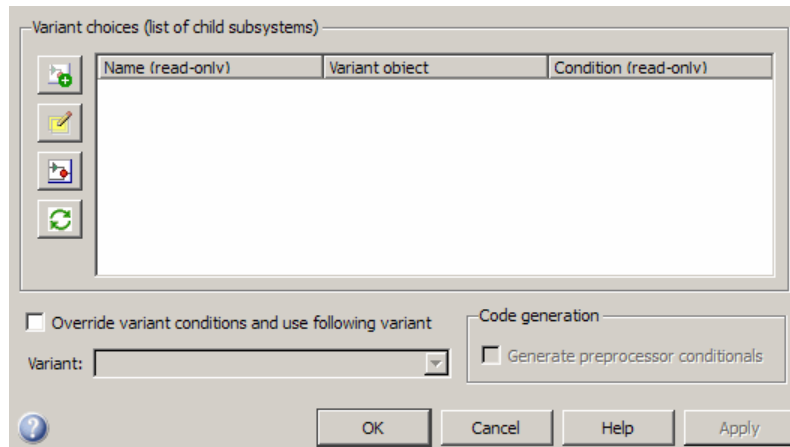 Variant choices (list of child subsystems)
Name (read-only) Variant object Condition (read-only)
Override variant conditions and use following variant
Code generation
Generate preprocessor conditionals
Variant:
?
OK Cancel Help Apply